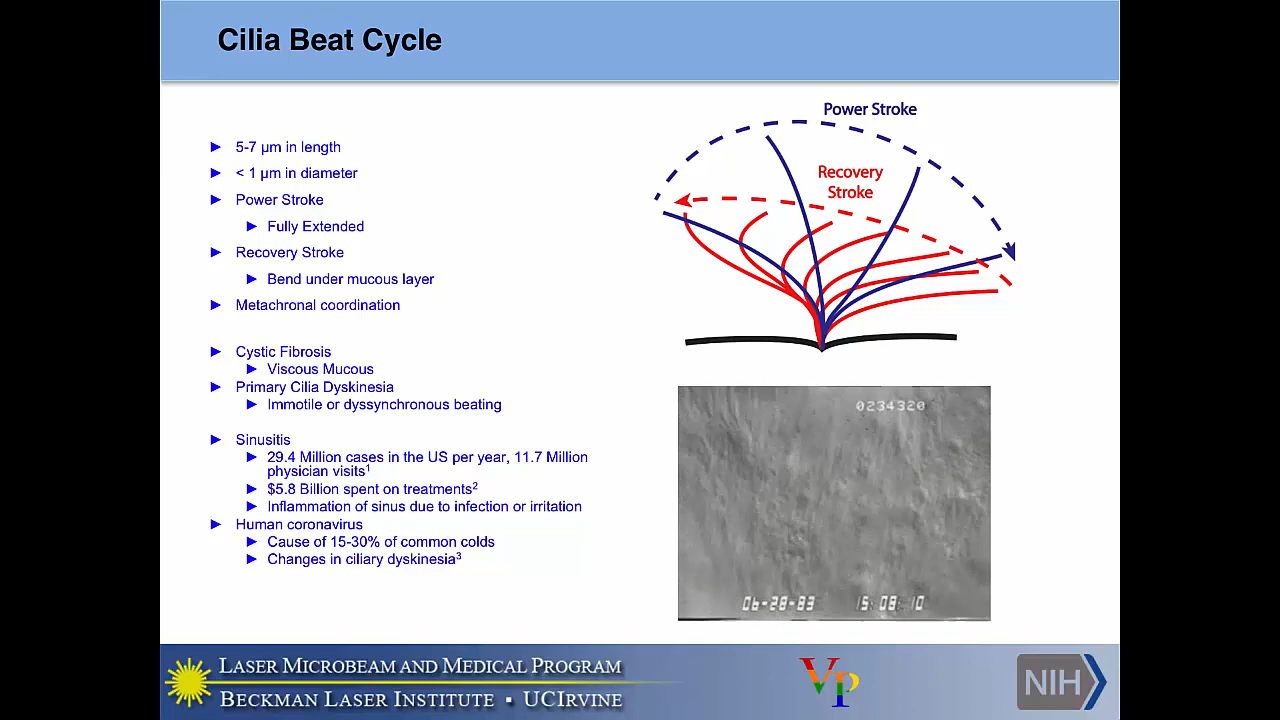 Cilia Beat Cycle
► 5-7 µm in length
► < 1 µm in diameter
► Power Stroke
► Fully Extended
► Recovery Stroke
► Bend under mucous layer
► Metachronal coordination
► Cystic Fibrosis
► Viscous Mucous
► Primary Cilia Dyskinesia
► Immotile or dyssynchronous beating
► Sinusitis
► 29.4 Million cases in the US per year, 11.7 Million
physician visits¹
► $5.8 Billion spent on treatments²
► Inflammation of sinus due to infection or irritation
► Human coronavirus
► Cause of 15-30% of common colds
► Changes in ciliary dyskinesia³
Power Stroke
Recovery
Stroke
0234320
06-28-83 15:08:10
LASER MICROBEAM AND MEDICAL PROGRAM
BECKMAN LASER INSTITUTE ▪ UCIRVINE
VP
NIH